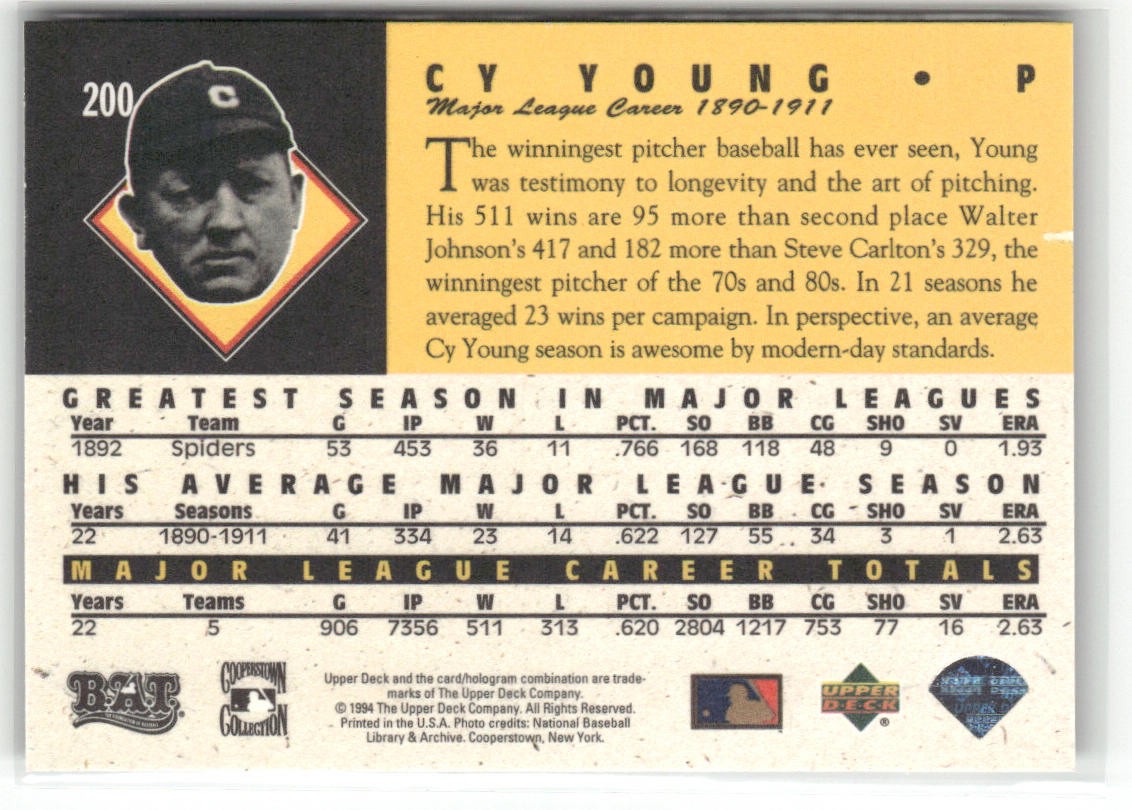 200
C
CY YOUNG • P
Major League Career 1890-1911
The winningest pitcher baseball has ever seen, Young
was testimony to longevity and the art of pitching.
His 511 wins are 95 more than second place Walter
Johnson's 417 and 182 more than Steve Carlton's 329, the
winningest pitcher of the 70s and 80s. In 21 seasons he
averaged 23 wins per campaign. In perspective, an average
Cy Young season is awesome by modern-day standards.
GREATEST SEASON IN MAJOR LEAGUES
Year Team G IP W L PCT. SO BB CG SHO SV ERA
1892 Spiders 53 453 36 11 .766 168 118 48 9 0 1.93
HIS AVERAGE MAJOR LEAGUE SEASON
Years Seasons G IP W L PCT. SO BB CG SHO SV ERA
22 1890-1911 41 334 23 14 .622 127 55 34 3 1 2.63
MAJOR LEAGUE CAREER TOTALS
Years Teams G IP W L PCT. SO BB CG SHO SV ERA
22 5 906 7356 511 313 .620 2804 1217 753 77 16 2.63
B.A.T.
COOPERSTOWN
COLLECTION
Upper Deck and the card/hologram combination are trade-
marks of The Upper Deck Company.
© 1994 The Upper Deck Company. All Rights Reserved.
Printed in the U.S.A. Photo credits: National Baseball
Library & Archive. Cooperstown, New York.
UPPER
DECK
®